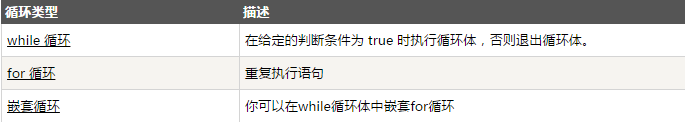 循环类型 描述
while 循环 在给定的判断条件为 true 时执行循环体，否则退出循环体。
for 循环 重复执行语句
嵌套循环 你可以在while循环体中嵌套for循环